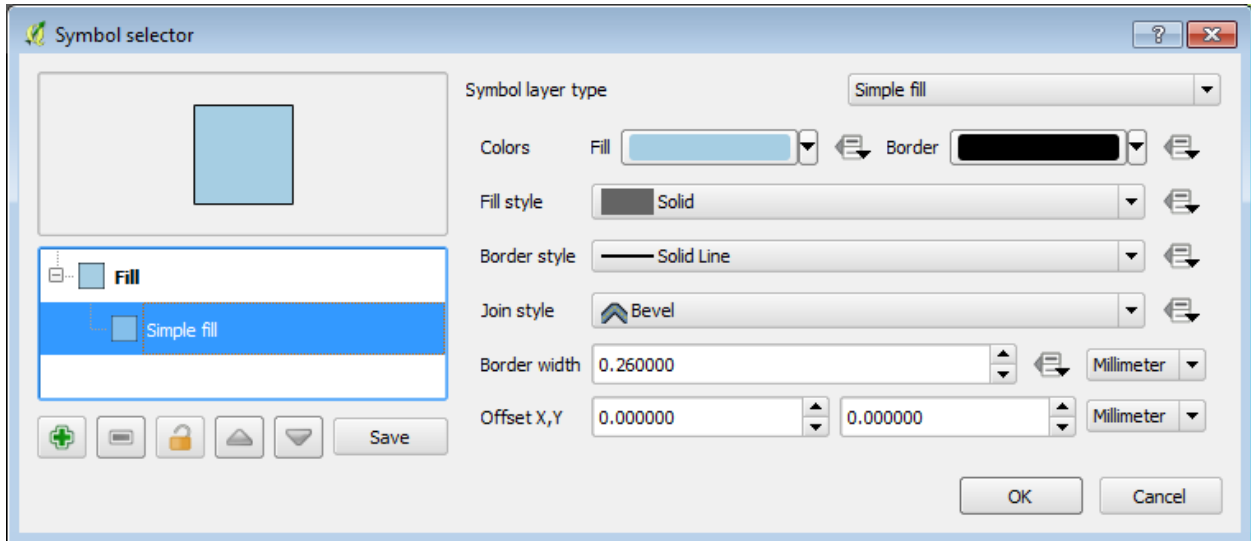 Symbol selector
Symbol layer type Simple fill
Colors Fill Border
Fill style Solid
Border style Solid Line
Join style Bevel
Border width 0.260000 Millimeter
Offset X,Y 0.000000 0.000000 Millimeter
Fill
Simple fill
Save
OK Cancel